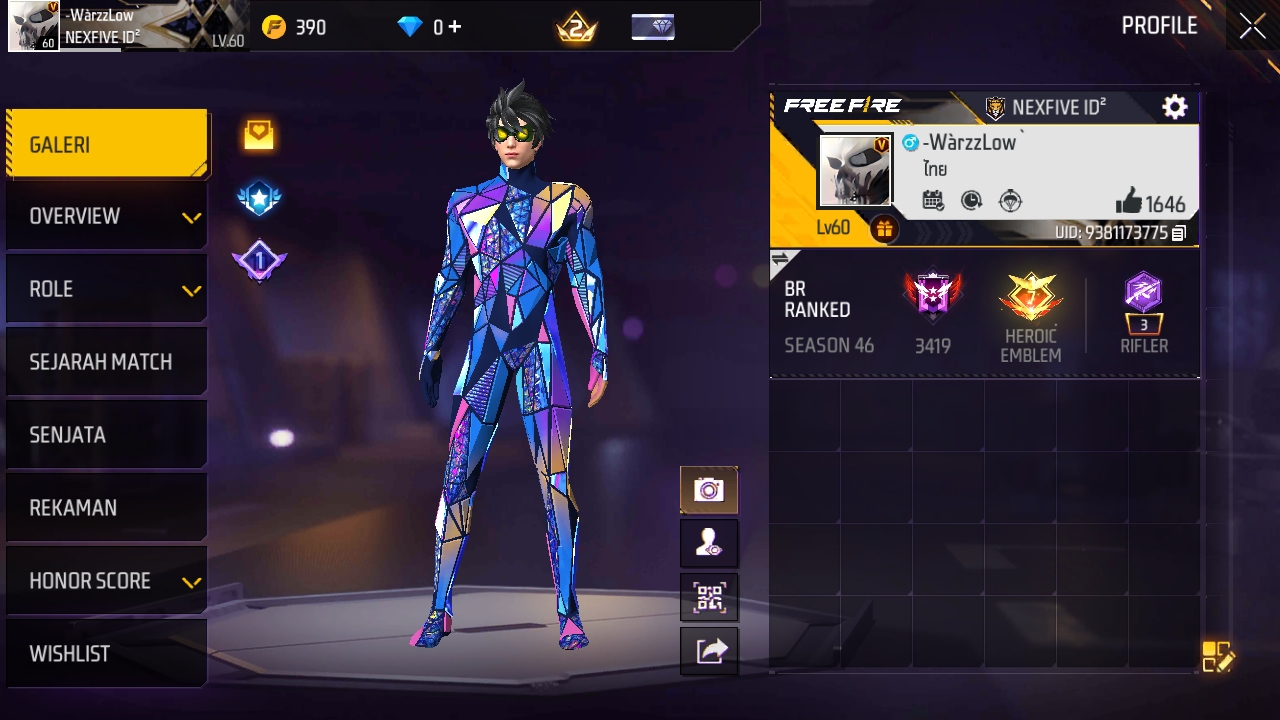 -WàrzzLow
NEXFIVE ID²
60
V
LV.60
390
0 +
2
PROFILE
GALERI
OVERVIEW
ROLE
SEJARAH MATCH
SENJATA
REKAMAN
HONOR SCORE
WISHLIST
1
FREE FIRE
NEXFIVE ID²
V
-WàrzzLow`
ไทย
1646
Lv60
UID: 9381173775
BR
RANKED
SEASON 46
3419
7
HEROIC
EMBLEM
3
RIFLER